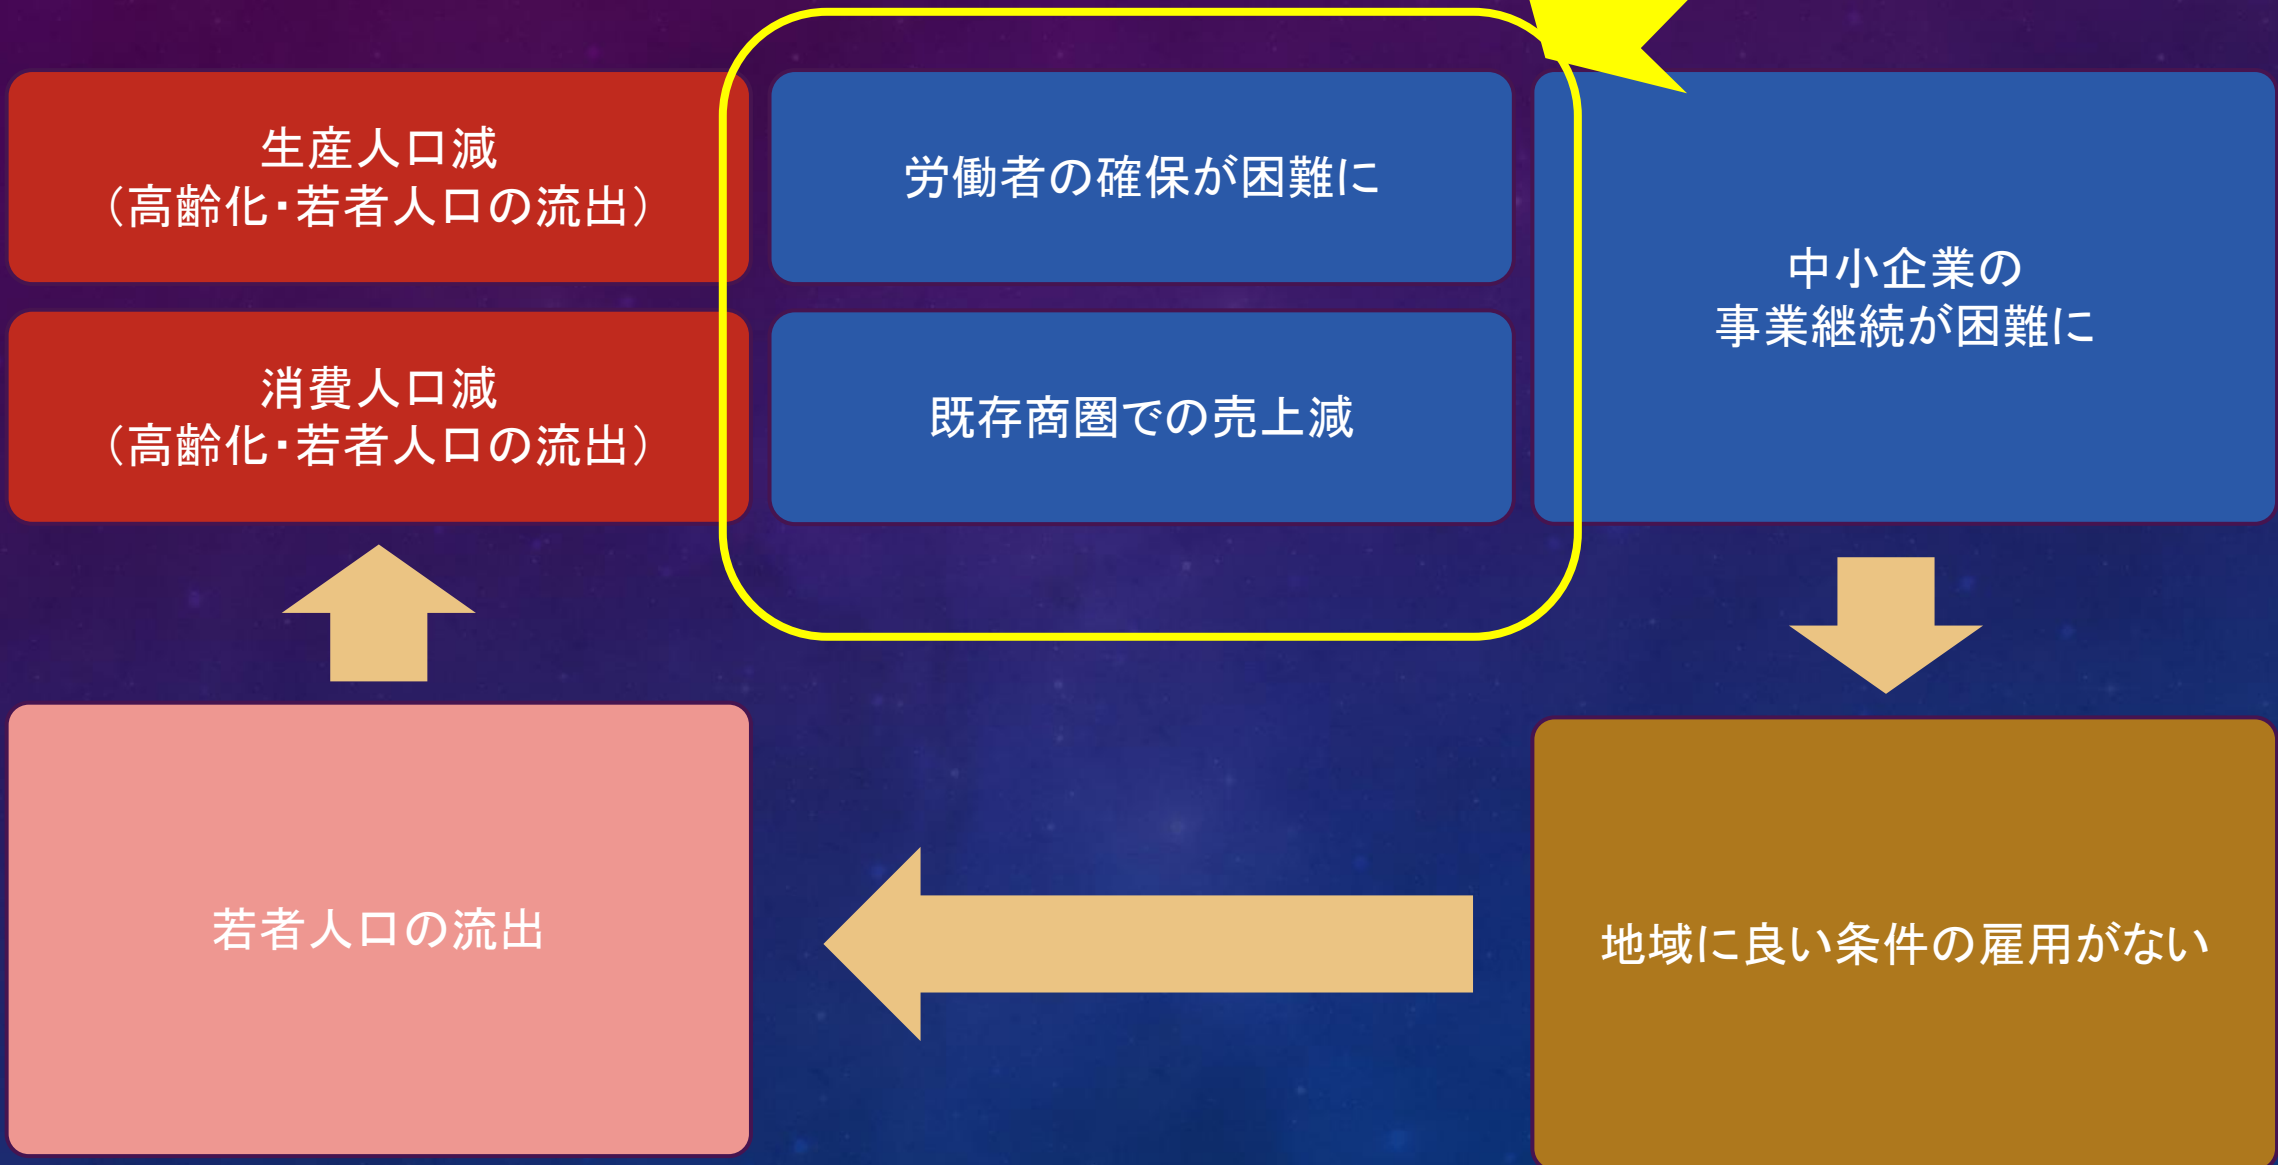 生産人口減
（高齢化・若者人口の流出）
労働者の確保が困難に
中小企業の
事業継続が困難に
消費人口減
（高齢化・若者人口の流出）
既存商圏での売上減
若者人口の流出
地域に良い条件の雇用がない